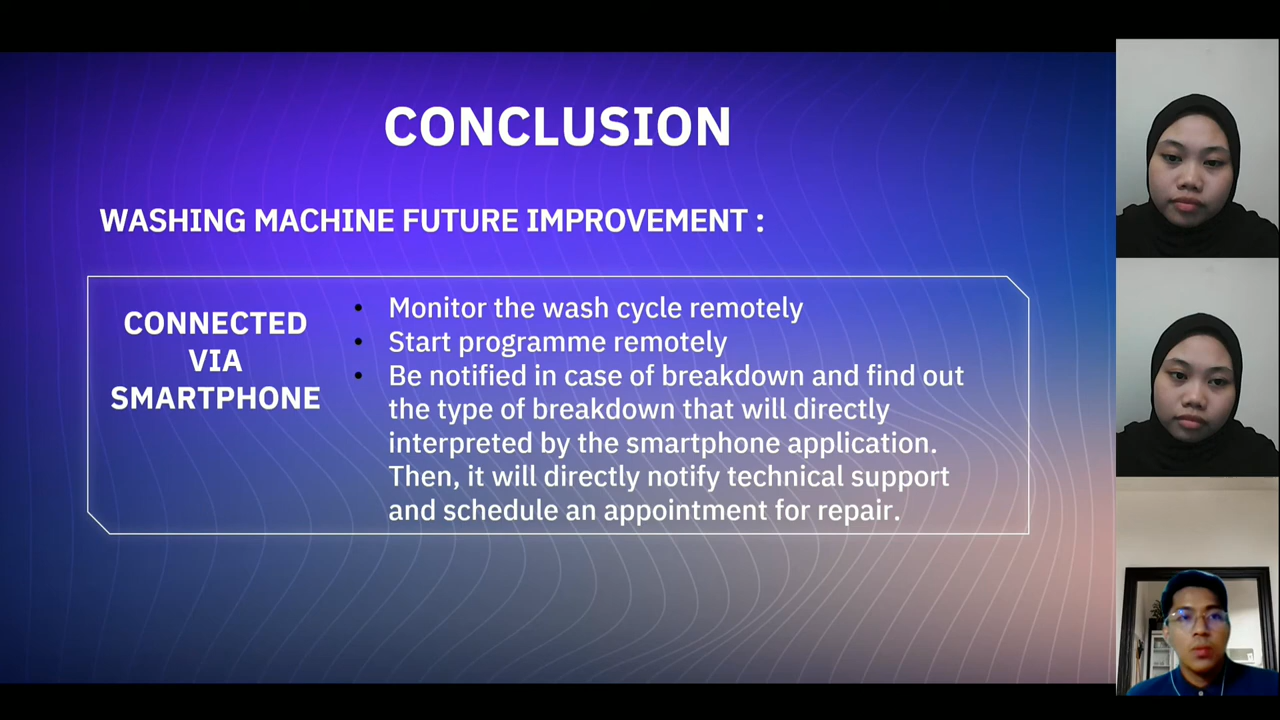 CONCLUSION
WASHING MACHINE FUTURE IMPROVEMENT :
CONNECTED
VIA
SMARTPHONE
• Monitor the wash cycle remotely
• Start programme remotely
• Be notified in case of breakdown and find out
the type of breakdown that will directly
interpreted by the smartphone application.
Then, it will directly notify technical support
and schedule an appointment for repair.